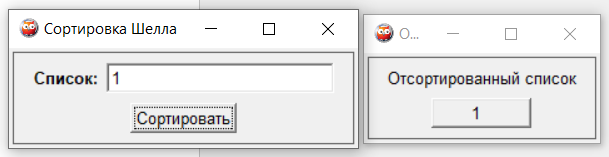 Сортировка Шелла
Список: 1
Сортировать
О...
Отсортированный список
1